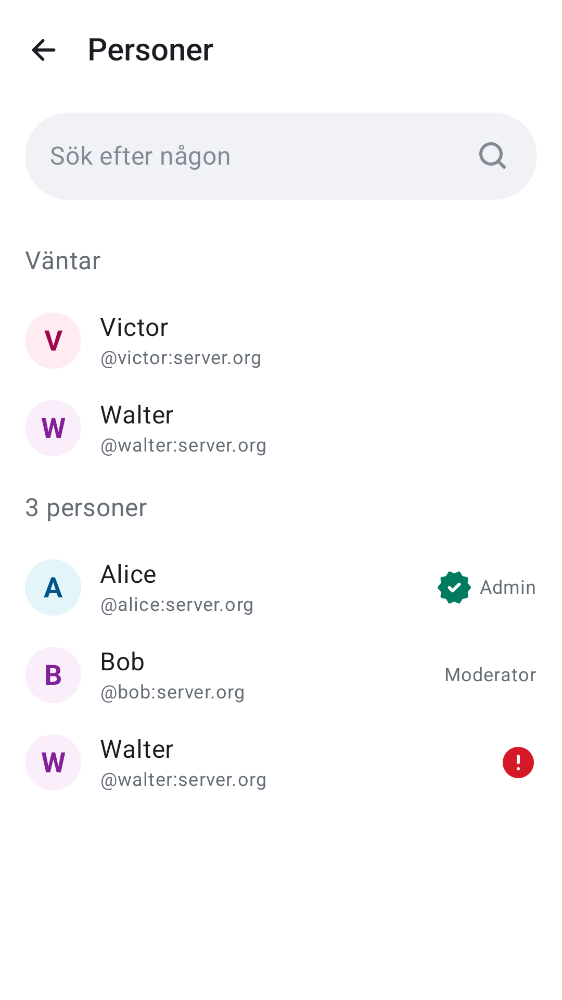 Personer
Sök efter någon
Väntar
V
Victor
@victor:server.org
W
Walter
@walter:server.org
3 personer
A
Alice
@alice:server.org
Admin
B
Bob
@bob:server.org
Moderator
W
Walter
@walter:server.org